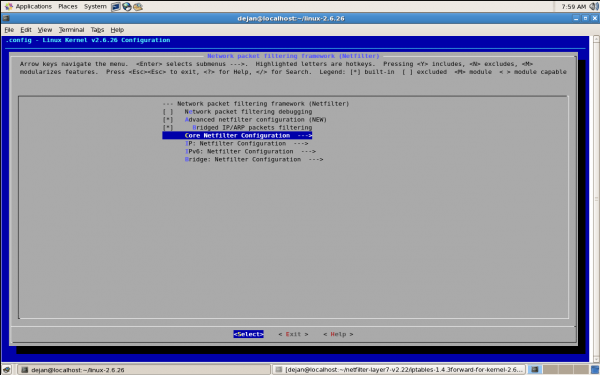 Applications Places System 7:59 AM
dejan@localhost:~/linux-2.6.26
File Edit View Terminal Tabs Help
.config - Linux Kernel v2.6.26 Configuration
Network packet filtering framework (Netfilter)
Arrow keys navigate the menu. <Enter> selects submenus --->. Highlighted letters are hotkeys. Pressing <Y> includes, <N> excludes, <M>
modularizes features. Press <Esc><Esc> to exit, <?> for Help, </> for Search. Legend: [*] built-in [ ] excluded <M> module < > module capable
--- Network packet filtering framework (Netfilter)
[ ] Network packet filtering debugging
[*] Advanced netfilter configuration (NEW)
[*] Bridged IP/ARP packets filtering
Core Netfilter Configuration --->
IP: Netfilter Configuration --->
IPv6: Netfilter Configuration --->
Bridge: Netfilter Configuration --->
<Select> < Exit > < Help >
dejan@localhost:~/linux-2.6.26 [dejan@localhost:~/netfilter-layer7-v2.22/iptables-1.4.3forward-for-kernel-2.6...